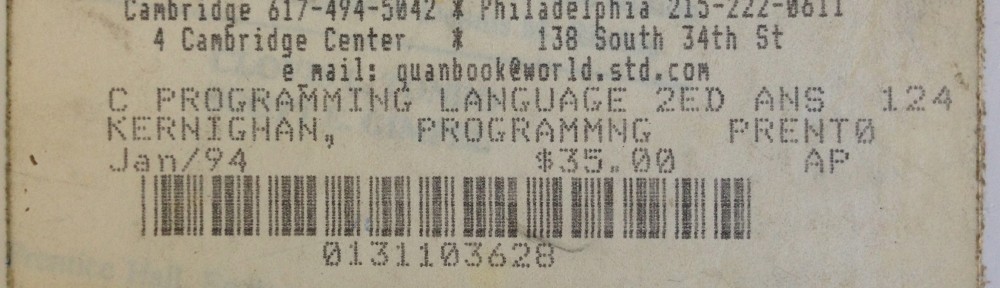 Cambridge 617-494-5042 * Philadelphia 215-222-0611
4 Cambridge Center * 138 South 34th St
e_mail: quanbook@world.std.com
C PROGRAMMING LANGUAGE 2ED ANS 124
KERNIGHAN, PROGRAMMNG PRENT0
Jan/94 $35.00 AP
0131103628